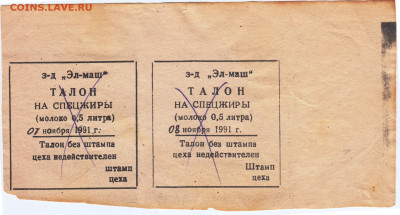 COINS.ЛAVE.RU
з-д „Эл-маш"
ТАЛОН
НА СПЕЦЖИРЫ
(молоко 0,5 литра)
07 ноября 1991 г.
Талон без штампа
цеха недействителен
штамп
цеха
з-д „Эл-маш"
ТАЛОН
НА СПЕЦЖИРЫ
(молоко 0,5 литра)
08 ноября 1991 г.
Талон без штампа
цеха недействителен
Штамп
цеха